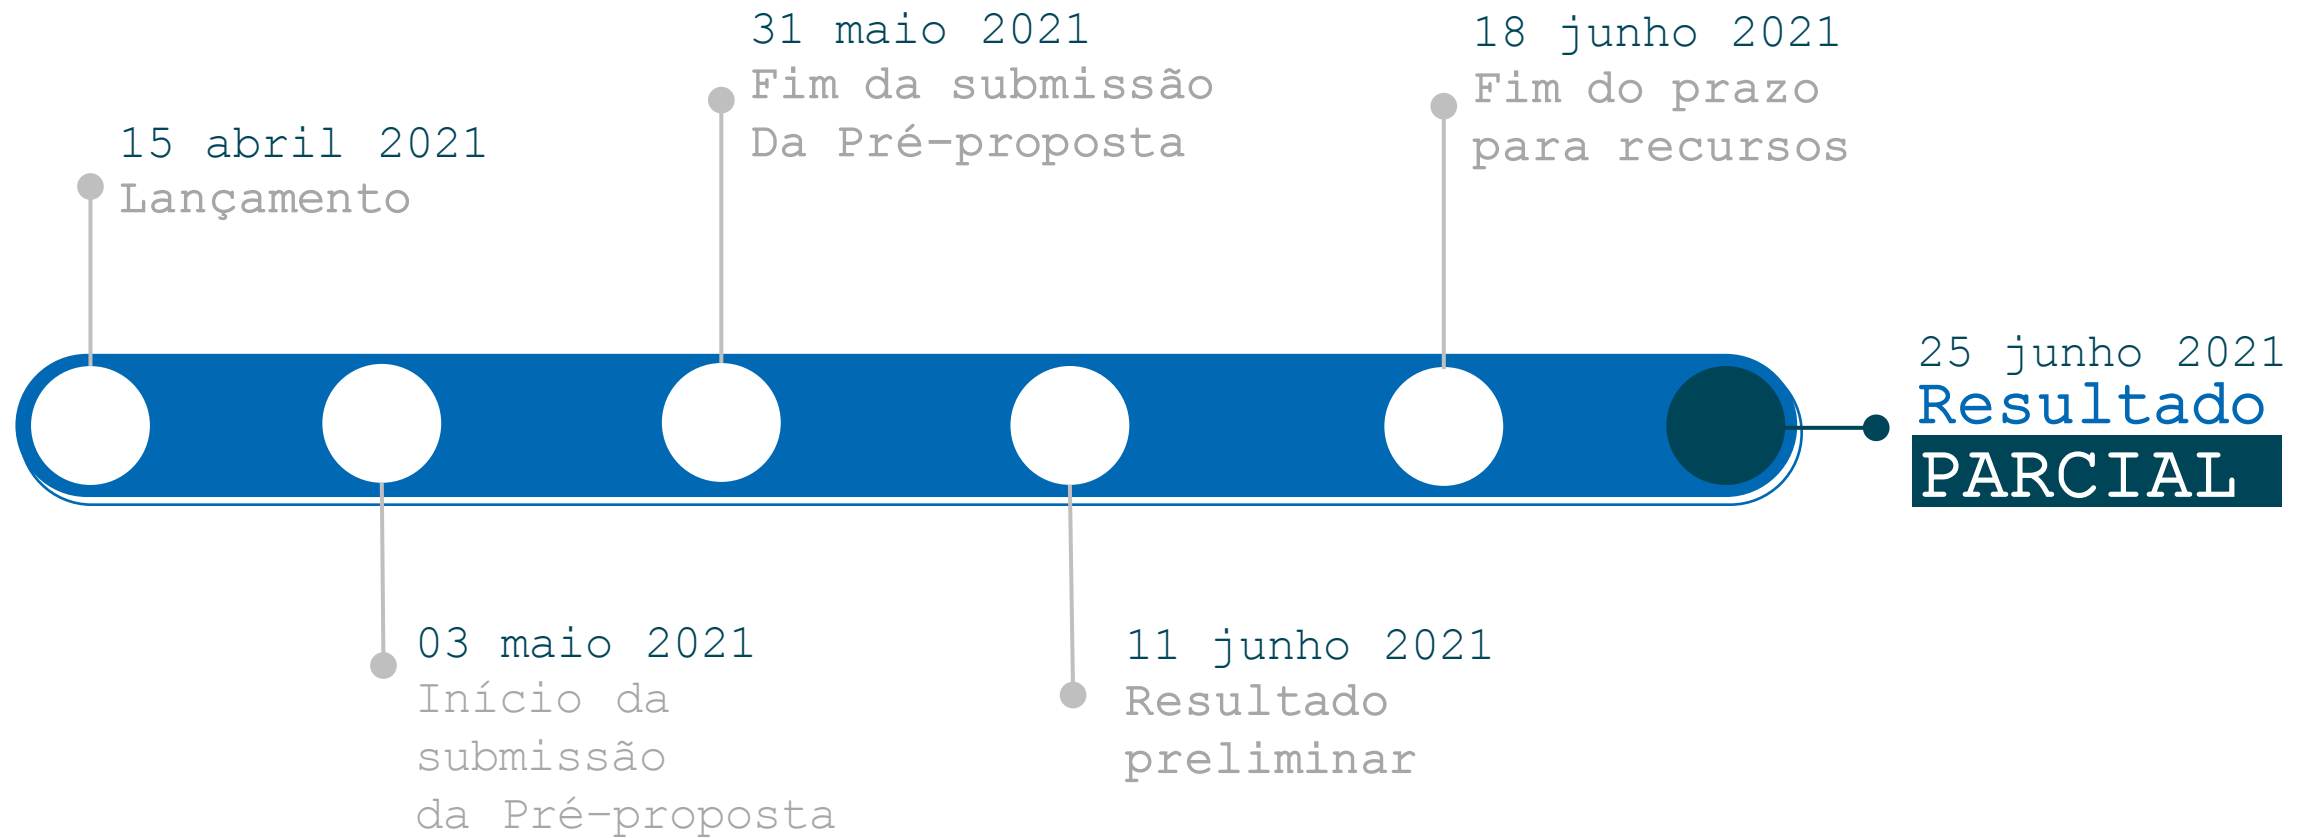 15 abril 2021
Lançamento
03 maio 2021
Início da
submissão
da Pré-proposta
31 maio 2021
Fim da submissão
Da Pré-proposta
11 junho 2021
Resultado
preliminar
18 junho 2021
Fim do prazo
para recursos
25 junho 2021
Resultado
PARCIAL